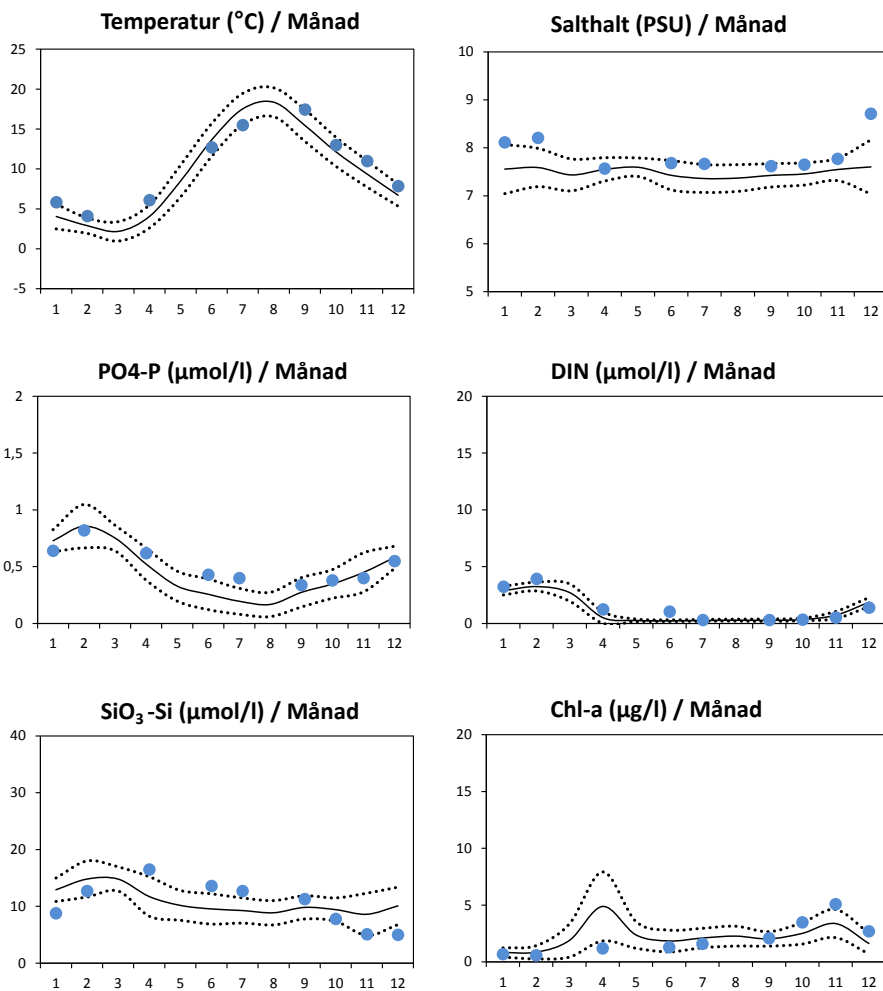 Temperatur (°C) / Månad
25
20
15
10
5
0
-5
1 2 3 4 5 6 7 8 9 10 11 12
Salthalt (PSU) / Månad
10
9
8
7
6
5
1 2 3 4 5 6 7 8 9 10 11 12
PO4-P (µmol/l) / Månad
2
1,5
1
0,5
0
1 2 3 4 5 6 7 8 9 10 11 12
DIN (µmol/l) / Månad
20
15
10
5
0
1 2 3 4 5 6 7 8 9 10 11 12
SiO₃ -Si (µmol/l) / Månad
40
30
20
10
0
1 2 3 4 5 6 7 8 9 10 11 12
Chl-a (µg/l) / Månad
20
15
10
5
0
1 2 3 4 5 6 7 8 9 10 11 12